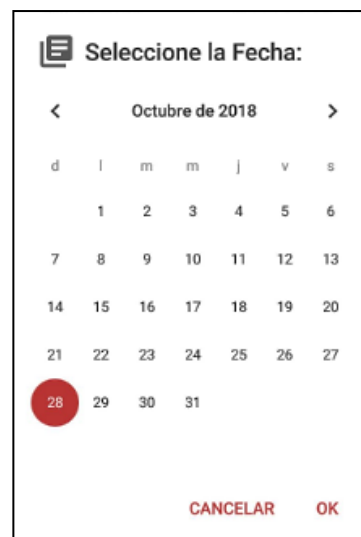 Seleccione la Fecha:
< Octubre de 2018 >
d l m m j v s
1 2 3 4 5 6
7 8 9 10 11 12 13
14 15 16 17 18 19 20
21 22 23 24 25 26 27
28 29 30 31
CANCELAR OK